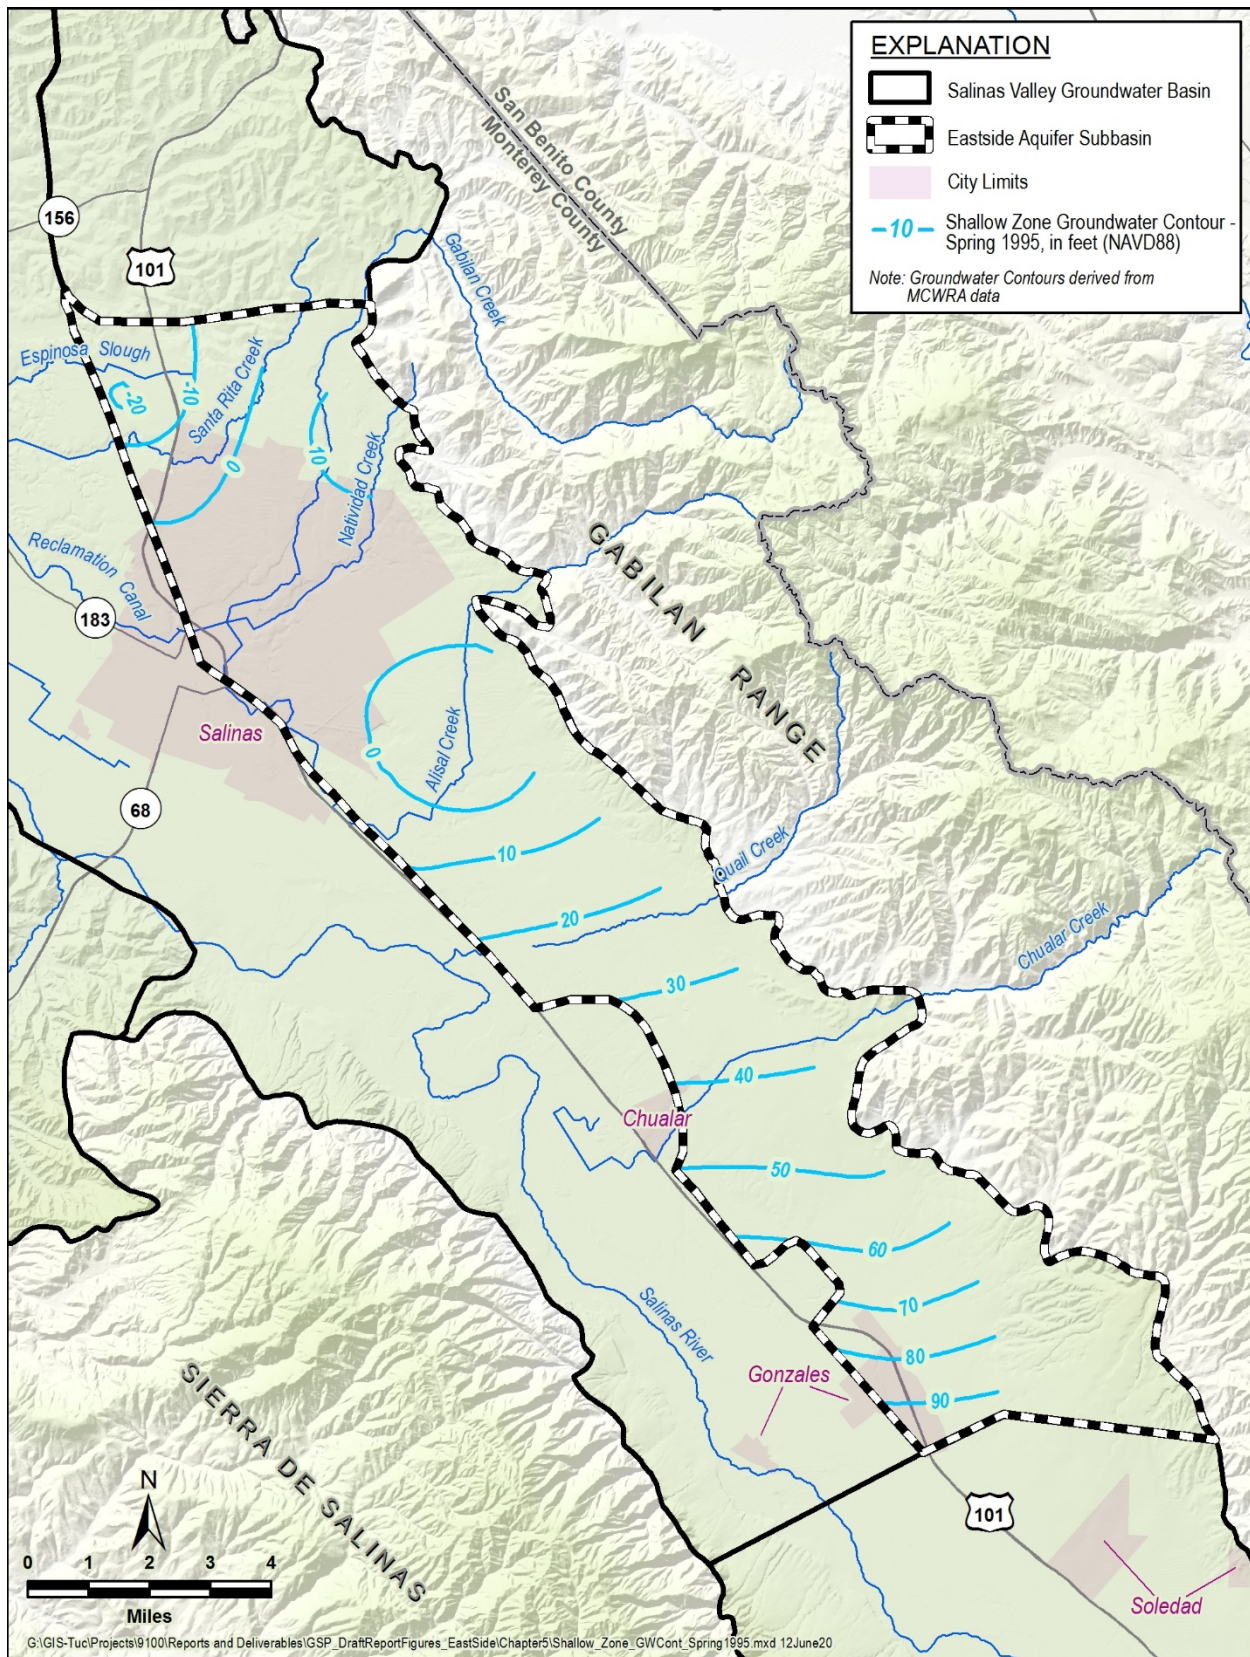 EXPLANATION
Salinas Valley Groundwater Basin
Eastside Aquifer Subbasin
City Limits
-10-
Shallow Zone Groundwater Contour -
Spring 1995, in feet (NAVD88)
Note: Groundwater Contours derived from
MCWRA data
San Benito County
Monterey County
156
101
Gabilan Creek
Espinosa Slough
Santa Rita Creek
-20
-10
0
10
Natividad Creek
Reclamation Canal
183
GABILAN RANGE
Salinas
0
Alisal Creek
68
10
Quail Creek
20
Chualar Creek
30
40
Chualar
50
60
70
Salinas River
80
Gonzales
90
SIERRA DE SALINAS
101
Soledad
N
0 1 2 3 4
Miles
G:\GIS-Tuc\Projects\9100\Reports and Deliverables\GSP_DraftReportFigures_EastSide\Chapter5\Shallow_Zone_GWCont_Spring1995.mxd 12June20